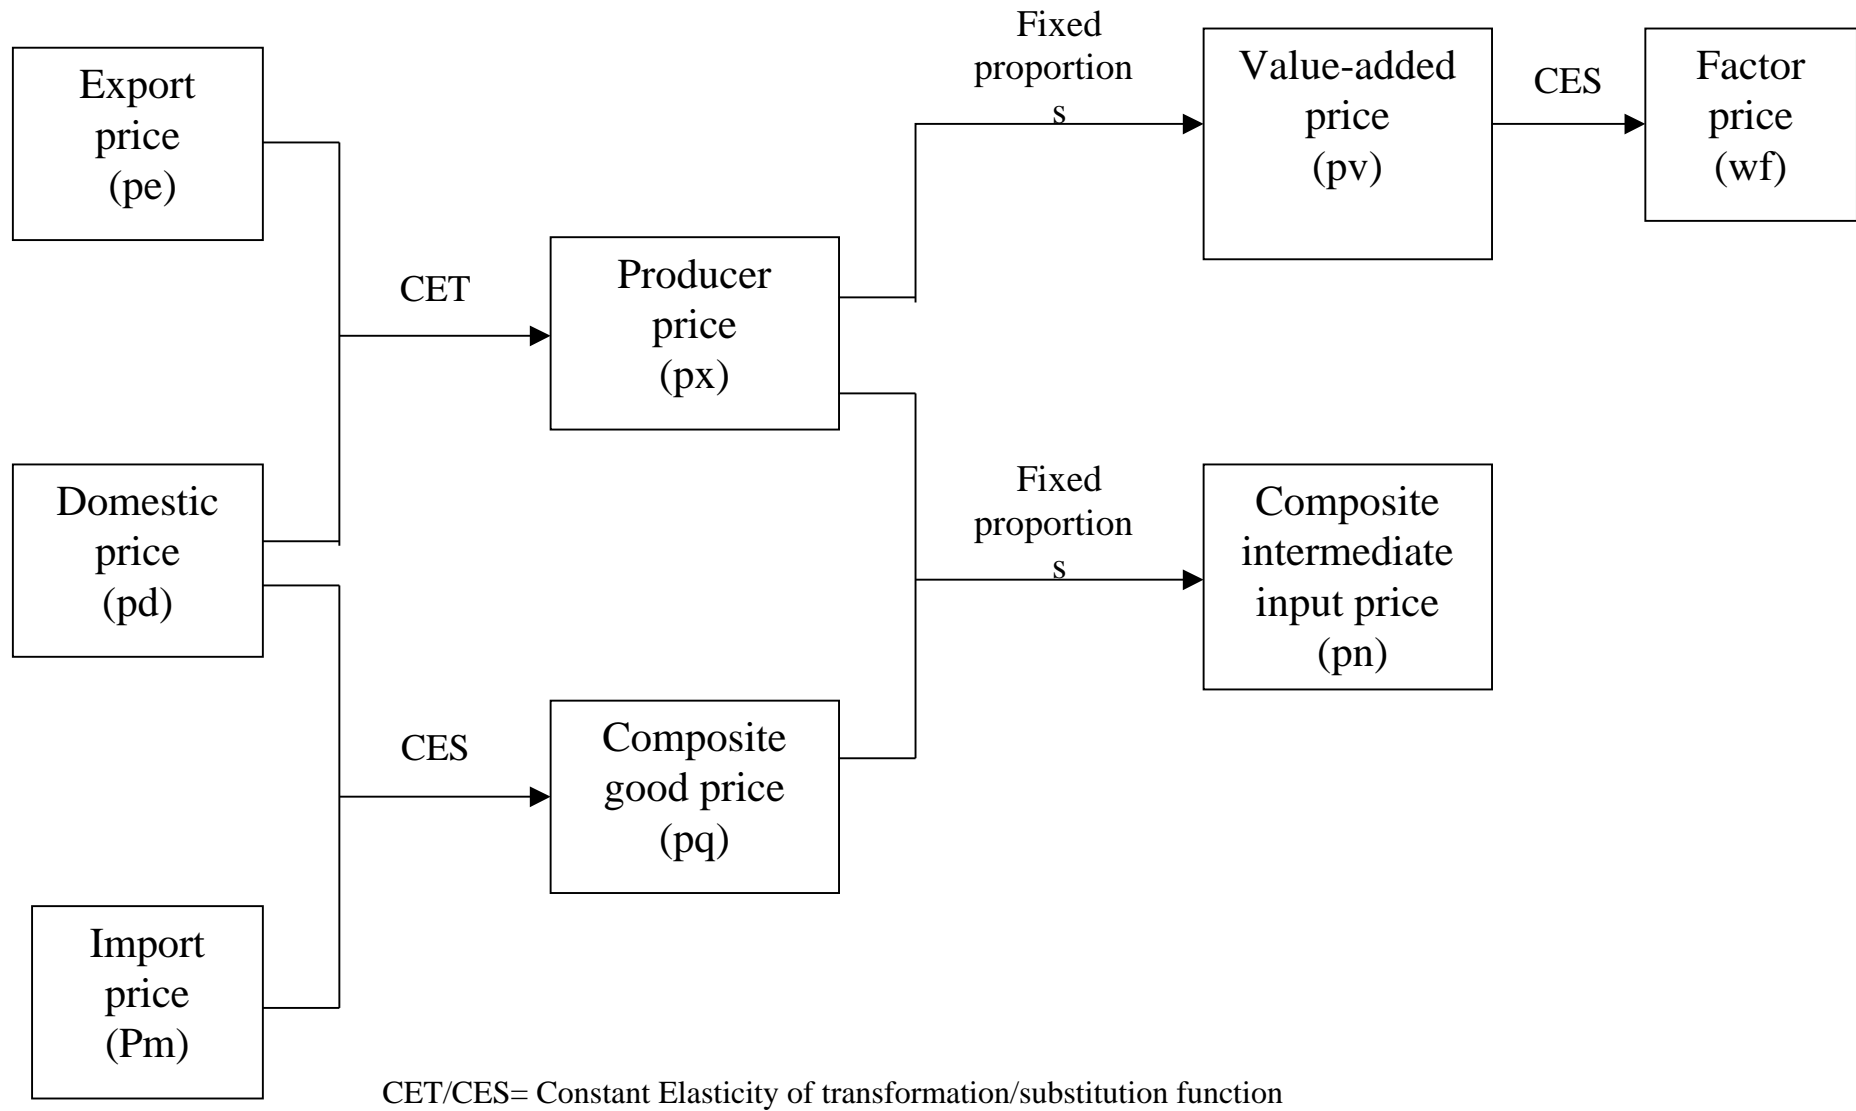 Export
price
(pe)
Domestic
price
(pd)
Import
price
(Pm)
CET
CES
Producer
price
(px)
Composite
good price
(pq)
Fixed
proportion
s
Fixed
proportion
s
Value-added
price
(pv)
Composite
intermediate
input price
(pn)
CES
Factor
price
(wf)
CET/CES= Constant Elasticity of transformation/substitution function